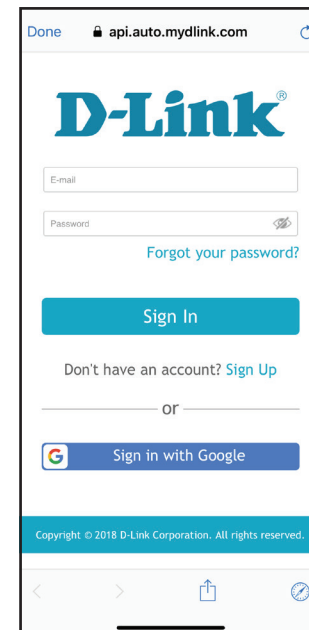 Done api.auto.mydlink.com
D-Link®
E-mail
Password
Forgot your password?
Sign In
Don't have an account? Sign Up
or
G Sign in with Google
Copyright © 2018 D-Link Corporation. All rights reserved.